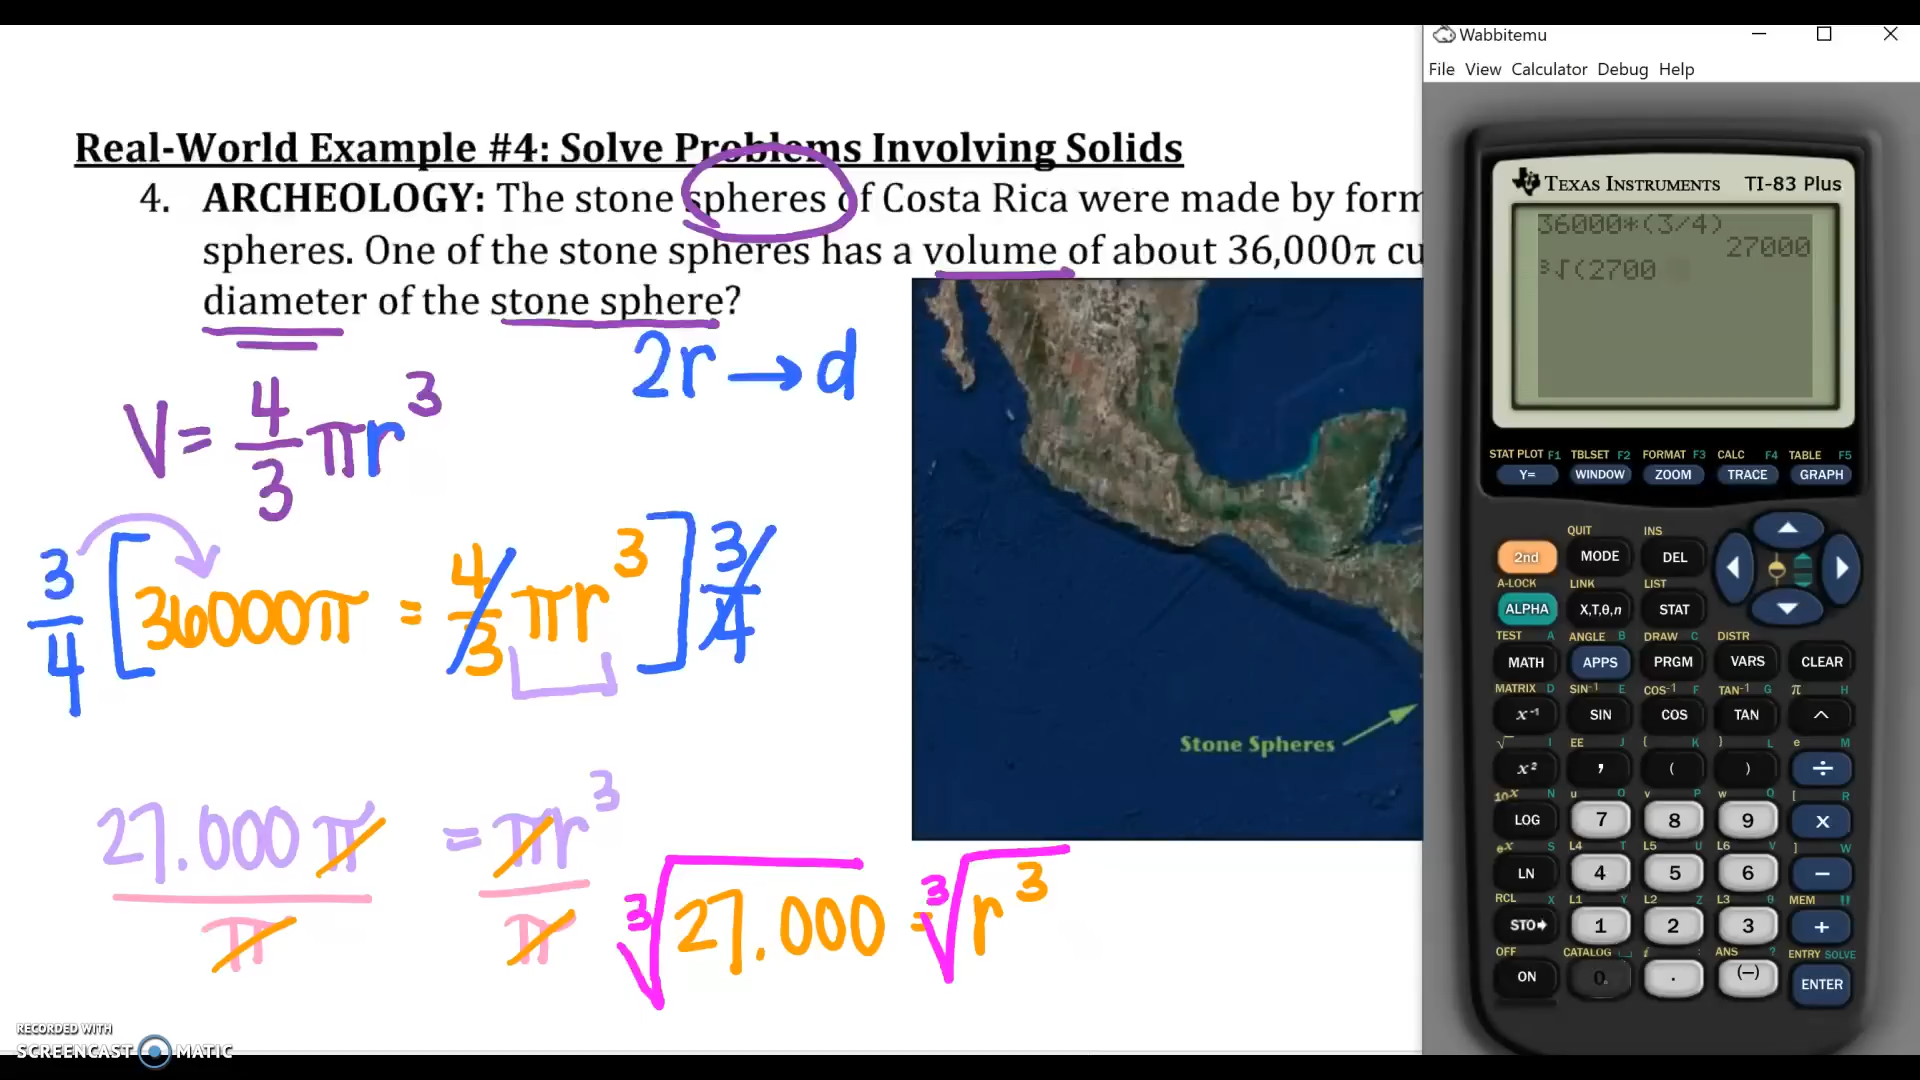 Wabbitemu
File View Calculator Debug Help
Real-World Example #4: Solve Problems Involving Solids
4. ARCHEOLOGY: The stone spheres of Costa Rica were made by form
spheres. One of the stone spheres has a volume of about 36,000π cu
diameter of the stone sphere?
2r → d
V = 4/3 πr³
3/4 [36000π = 4/3 πr³] 3/4
27.000π = πr³
π π
³√27.000 = ³√r³
Stone Spheres
RECORDED WITH
SCREENCAST MATIC
TEXAS INSTRUMENTS TI-83 Plus
36000*(3/4)
27000
³√(2700
STAT PLOT F1 TBLSET F2 FORMAT F3 CALC F4 TABLE F5
Y= WINDOW ZOOM TRACE GRAPH
QUIT INS
2nd MODE DEL
A-LOCK LINK LIST
ALPHA X,T,θ,n STAT
TEST A ANGLE B DRAW C DISTR
MATH APPS PRGM VARS CLEAR
MATRIX D SIN⁻¹ E COS⁻¹ F TAN⁻¹ G π H
x⁻¹ SIN COS TAN ^
√ I EE J { K } L e M
x² , ( ) ÷
10ˣ N u O v P w Q [ R
LOG 7 8 9 X
eˣ S L4 T L5 U L6 V ] W
LN 4 5 6 −
RCL X L1 Y L2 Z L3 θ MEM "
STO➡ 1 2 3 +
OFF CATALOG i : ANS ? ENTRY SOLVE
ON 0 . (−) ENTER